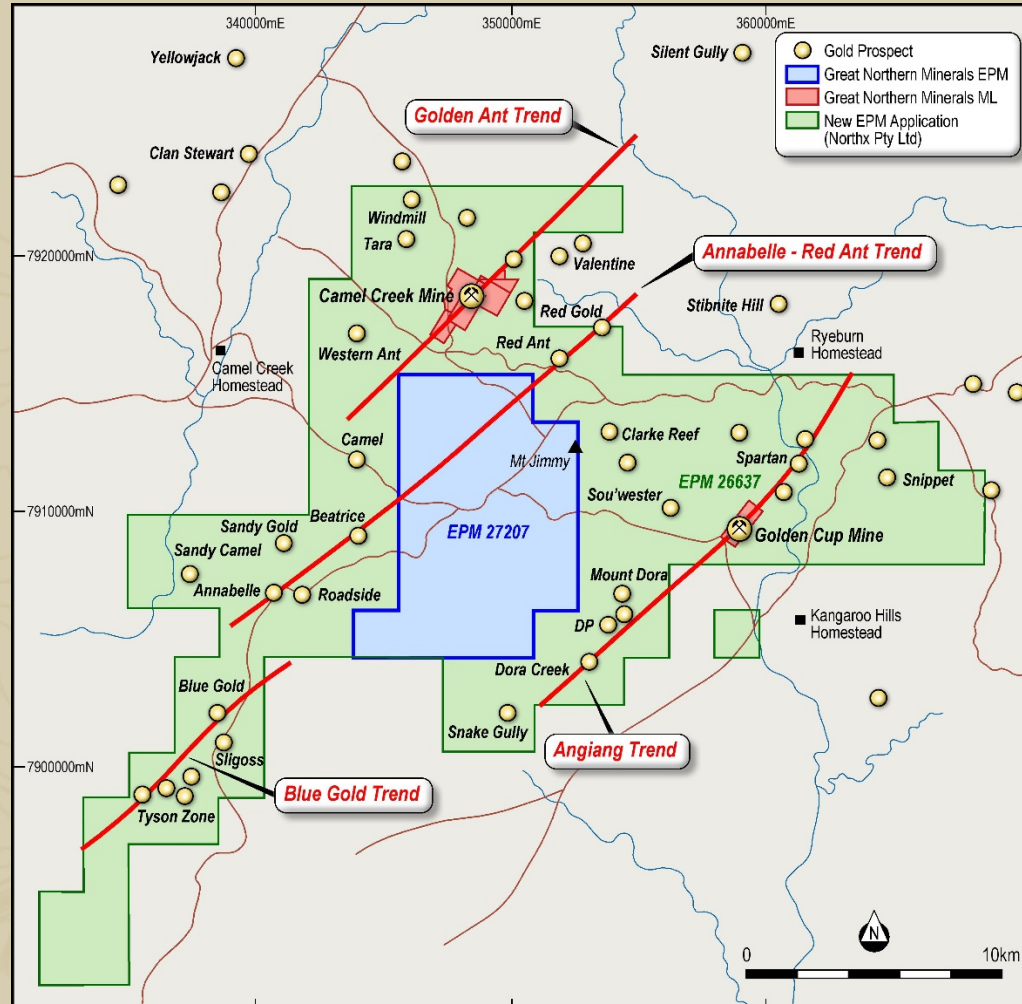 340000mE
350000mE
360000mE
Yellowjack
Silent Gully
Gold Prospect
Great Northern Minerals EPM
Great Northern Minerals ML
New EPM Application
(Northx Pty Ltd)
Golden Ant Trend
Clan Stewart
Windmill
Tara
Valentine
Annabelle - Red Ant Trend
7920000mN
Camel Creek Mine
Red Gold
Stibnite Hill
Western Ant
Red Ant
Ryeburn
Homestead
Camel Creek
Homestead
Camel
Clarke Reef
Mt Jimmy
Spartan
EPM 26637
Snippet
Sou'wester
7910000mN
Sandy Gold
Beatrice
EPM 27207
Golden Cup Mine
Sandy Camel
Annabelle
Roadside
Mount Dora
DP
Kangaroo Hills
Homestead
Dora Creek
Blue Gold
Snake Gully
Sligoss
Angiang Trend
7900000mN
Blue Gold Trend
Tyson Zone
N
0
10km